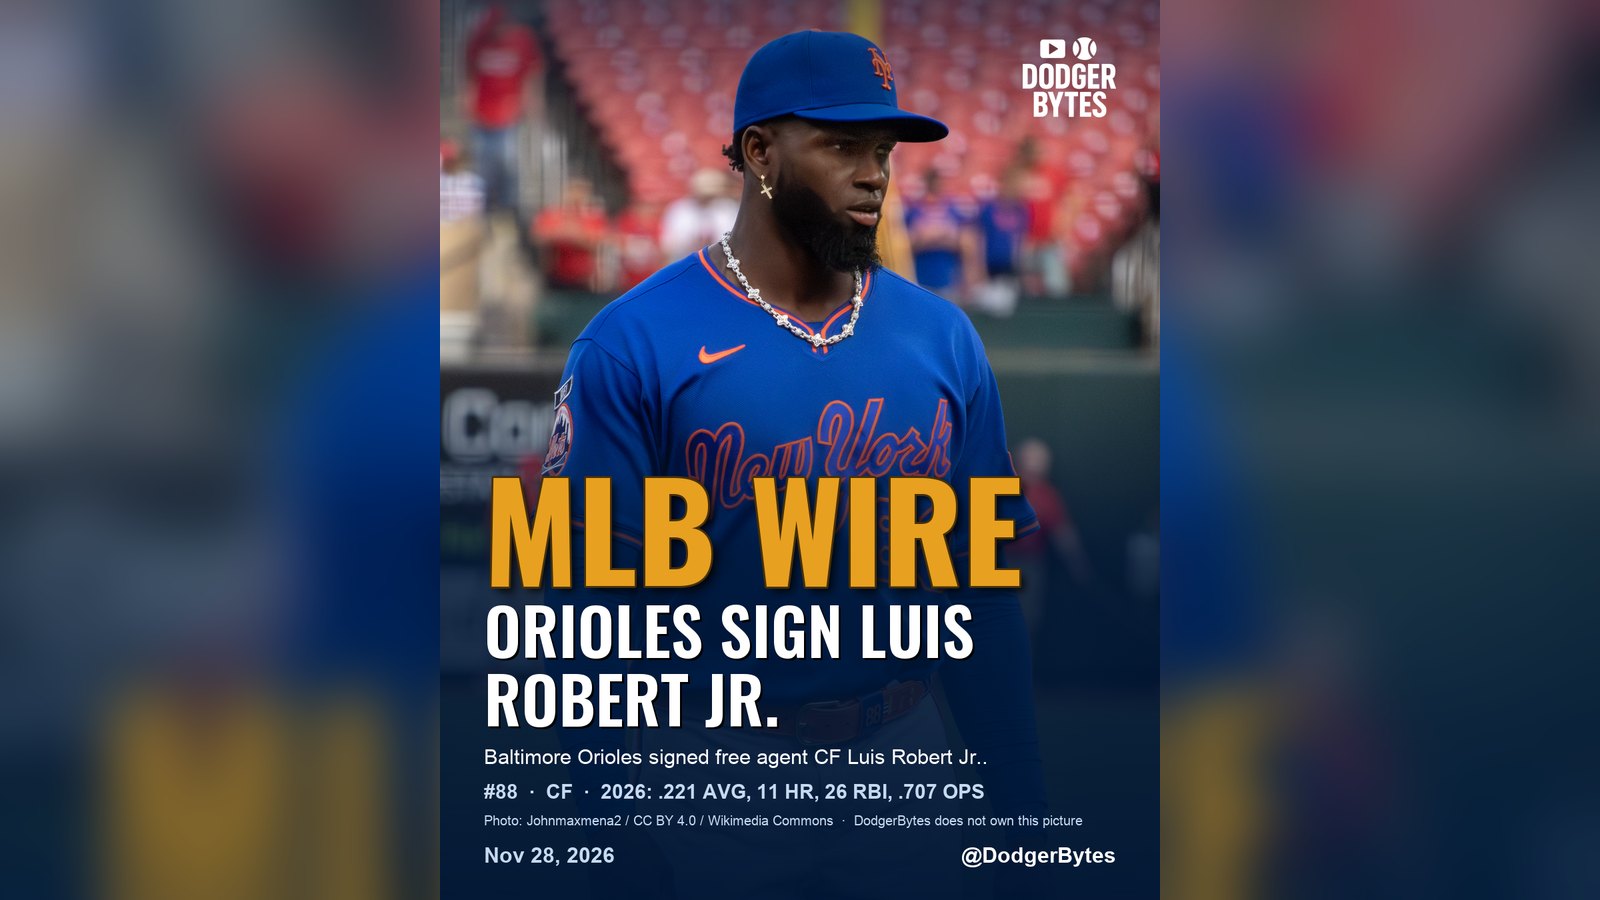 NY
DODGER
BYTES
Mets
New York
MLB WIRE
ORIOLES SIGN LUIS
ROBERT JR.
Baltimore Orioles signed free agent CF Luis Robert Jr..
#88 · CF · 2026: .221 AVG, 11 HR, 26 RBI, .707 OPS
Photo: Johnmaxmena2 / CC BY 4.0 / Wikimedia Commons · DodgerBytes does not own this picture
Nov 28, 2026
@DodgerBytes